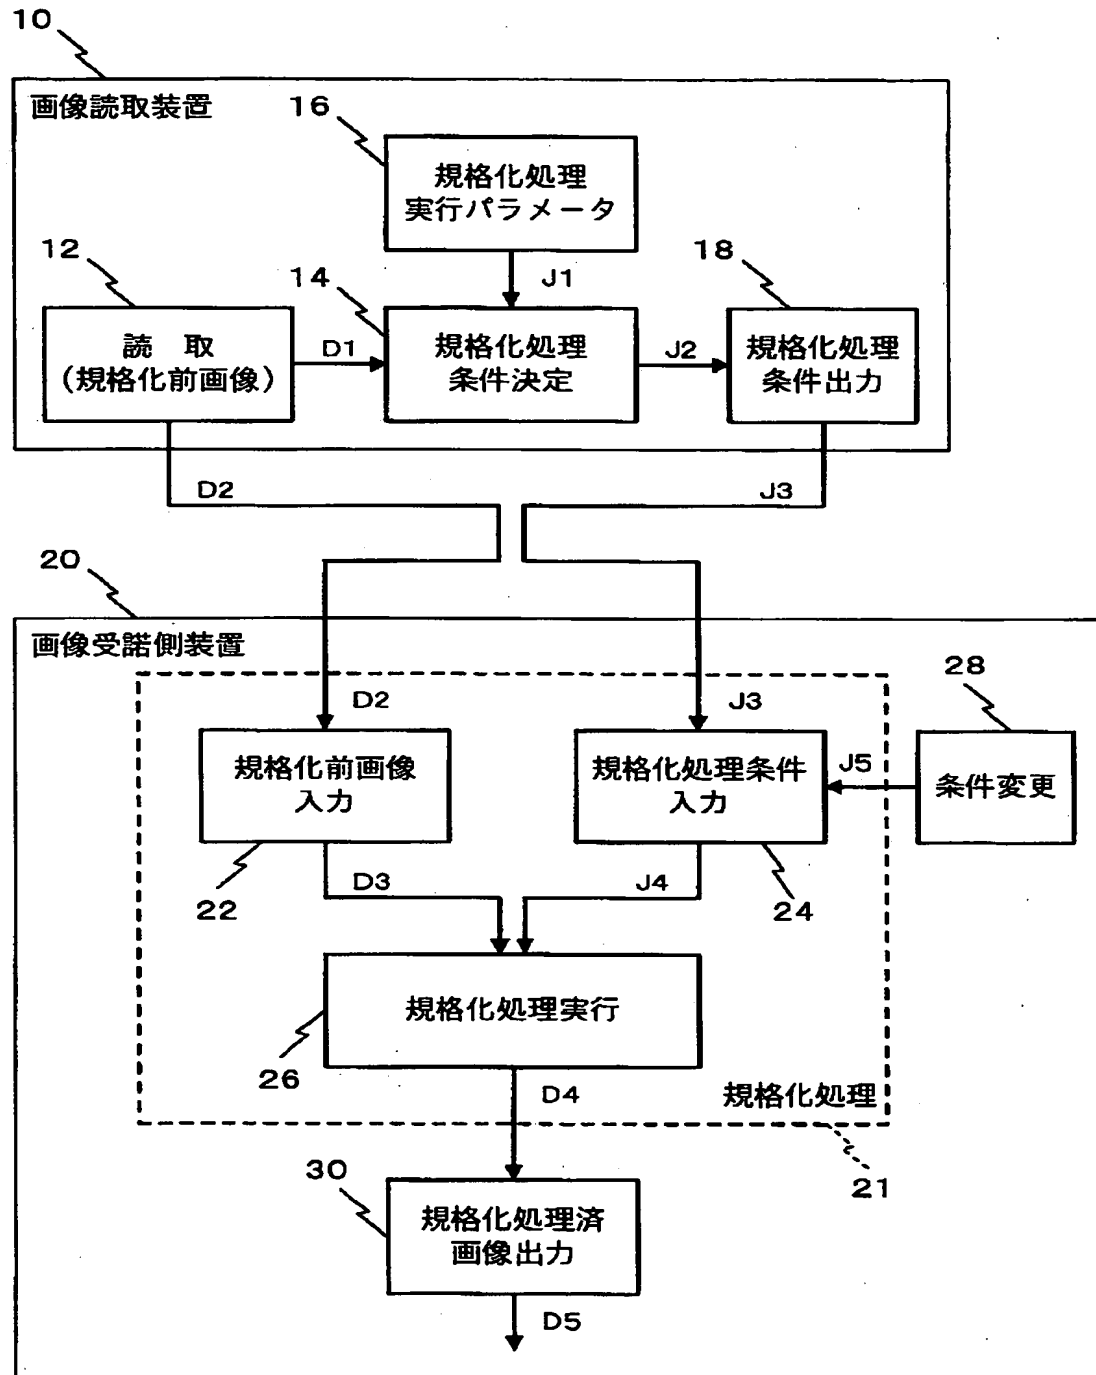 10
画像読取装置
16
規格化処理
実行パラメータ
12
14
J1
18
読 取
(規格化前画像)
D1
規格化処理
条件決定
J2
規格化処理
条件出力
D2
J3
20
画像受諾側装置
D2
J3
28
規格化前画像
入力
規格化処理条件
入力
J5
条件変更
22
D3
J4
24
規格化処理実行
26
D4
規格化処理
21
30
規格化処理済
画像出力
D5